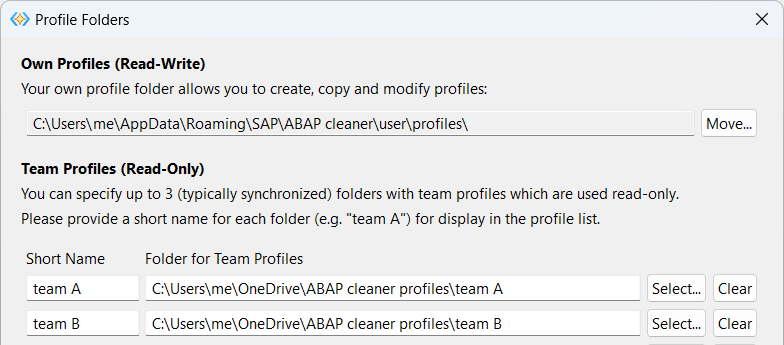 Profile Folders
Own Profiles (Read-Write)
Your own profile folder allows you to create, copy and modify profiles:
C:\Users\me\AppData\Roaming\SAP\ABAP cleaner\user\profiles\ Move...
Team Profiles (Read-Only)
You can specify up to 3 (typically synchronized) folders with team profiles which are used read-only.
Please provide a short name for each folder (e.g. "team A") for display in the profile list.
Short Name Folder for Team Profiles
team A C:\Users\me\OneDrive\ABAP cleaner profiles\team A Select... Clear
team B C:\Users\me\OneDrive\ABAP cleaner profiles\team B Select... Clear